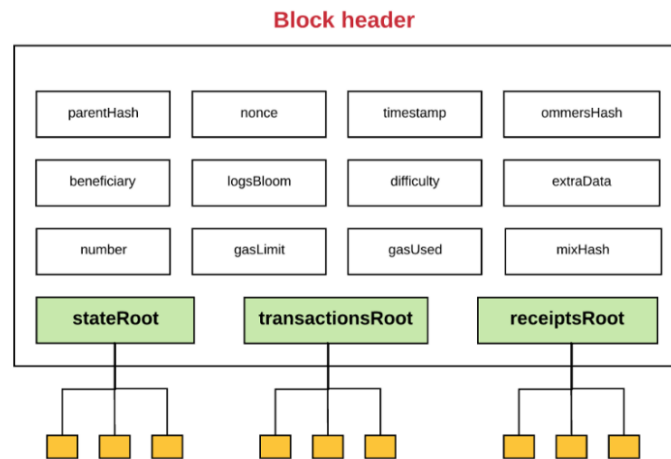 Block header
parentHash nonce timestamp ommersHash
beneficiary logsBloom difficulty extraData
number gasLimit gasUsed mixHash
stateRoot transactionsRoot receiptsRoot